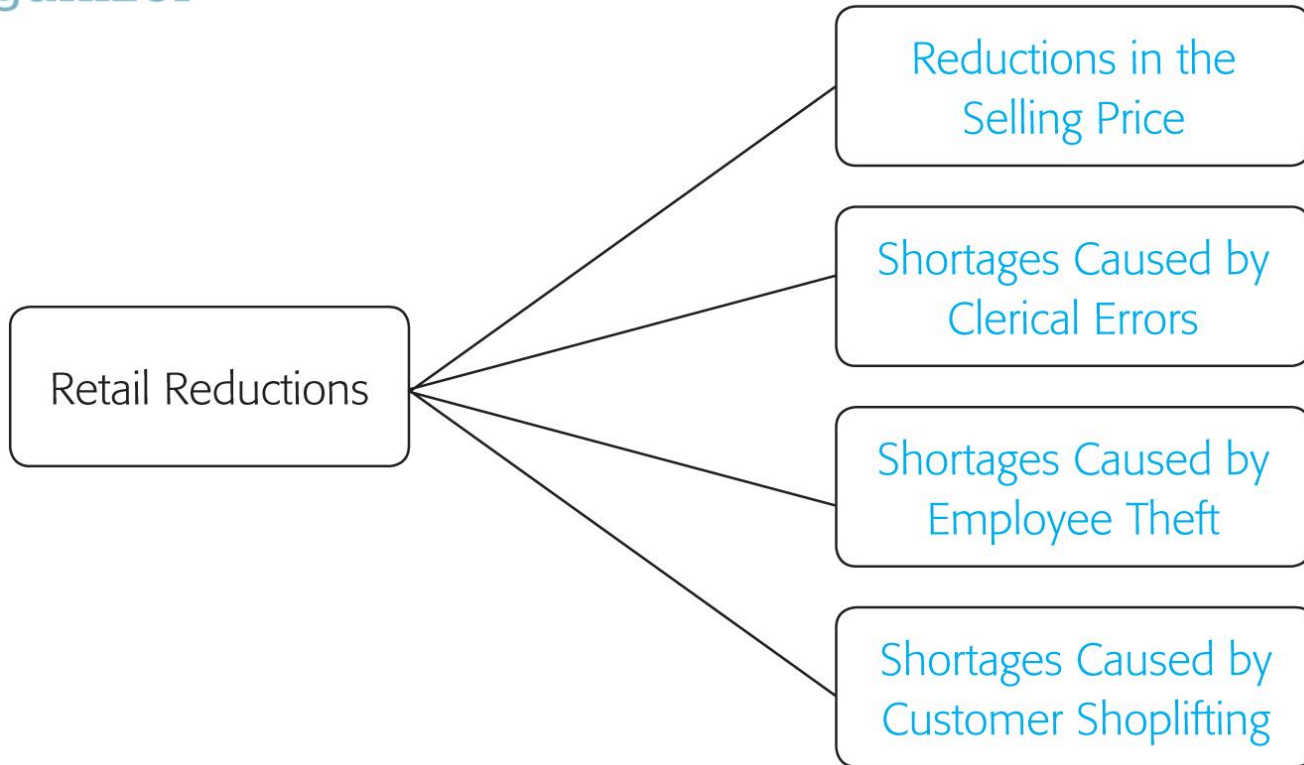 Retail Reductions
Reductions in the
Selling Price
Shortages Caused by
Clerical Errors
Shortages Caused by
Employee Theft
Shortages Caused by
Customer Shoplifting